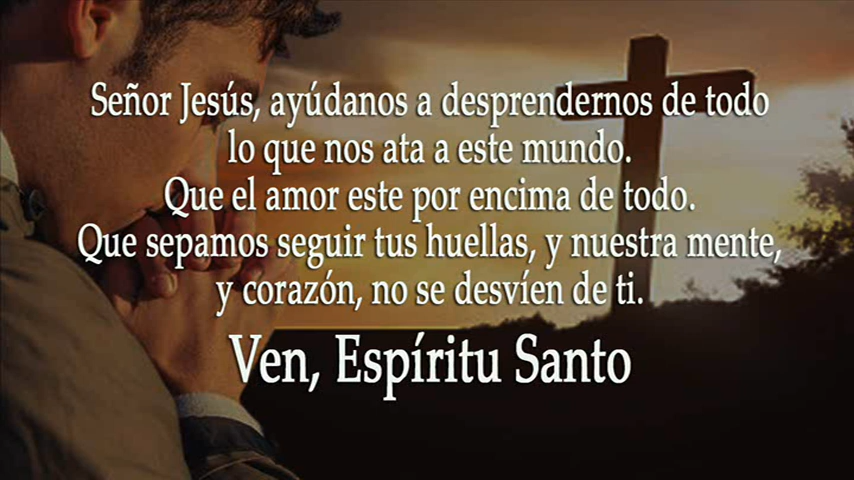 Señor Jesús, ayúdanos a desprendernos de todo
lo que nos ata a este mundo.
Que el amor este por encima de todo.
Que sepamos seguir tus huellas, y nuestra mente,
y corazón, no se desvíen de ti.
Ven, Espíritu Santo